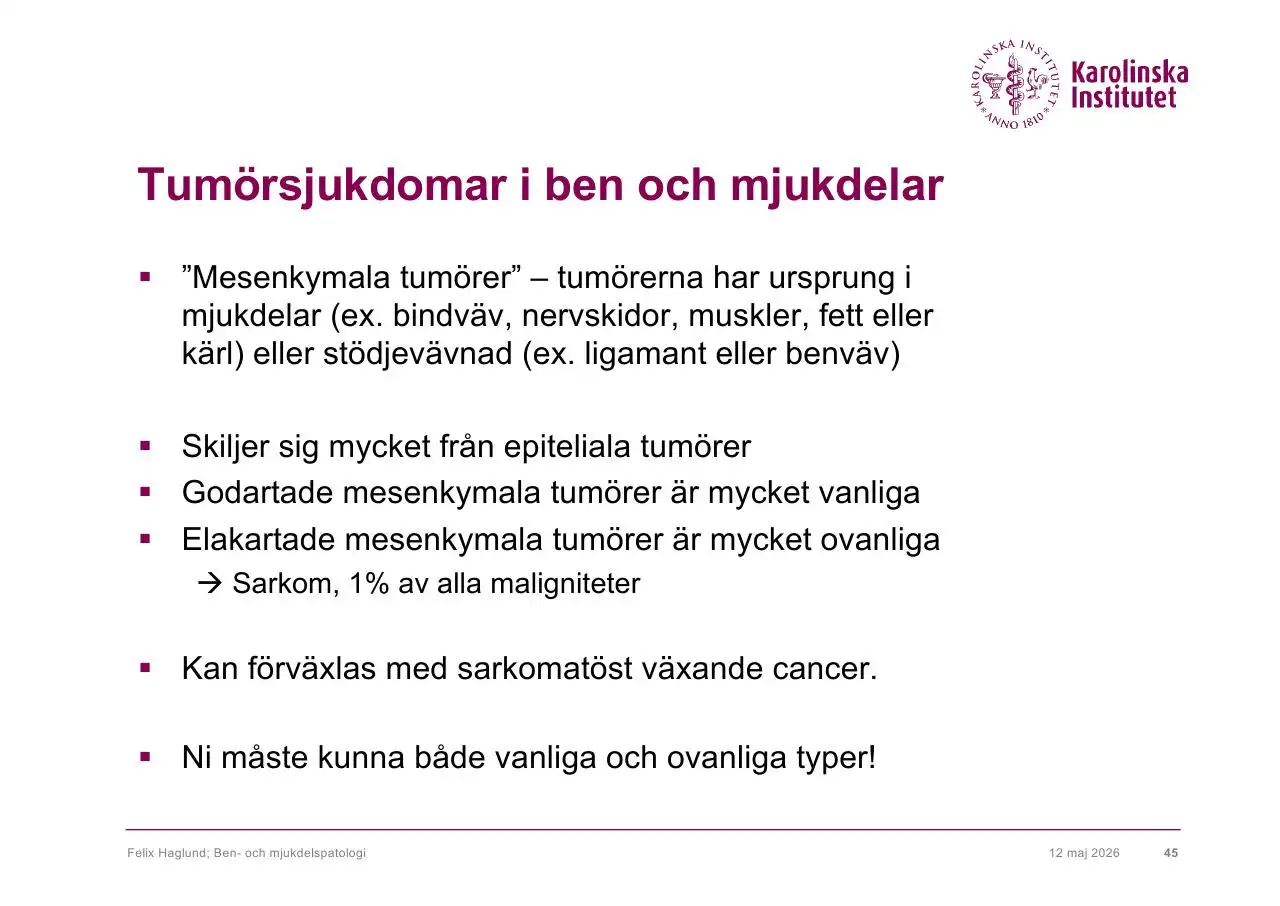 KAROLINSKA INSTITUTET
ANNO 1810
Karolinska
Institutet
Tumörsjukdomar i ben och mjukdelar
”Mesenkymala tumörer” – tumörerna har ursprung i
mjukdelar (ex. bindväv, nervskidor, muskler, fett eller
kärl) eller stödjevävnad (ex. ligamant eller benväv)
Skiljer sig mycket från epiteliala tumörer
Godartade mesenkymala tumörer är mycket vanliga
Elakartade mesenkymala tumörer är mycket ovanliga
→ Sarkom, 1% av alla maligniteter
Kan förväxlas med sarkomatöst växande cancer.
Ni måste kunna både vanliga och ovanliga typer!
Felix Haglund; Ben- och mjukdelspatologi 12 maj 2026 45